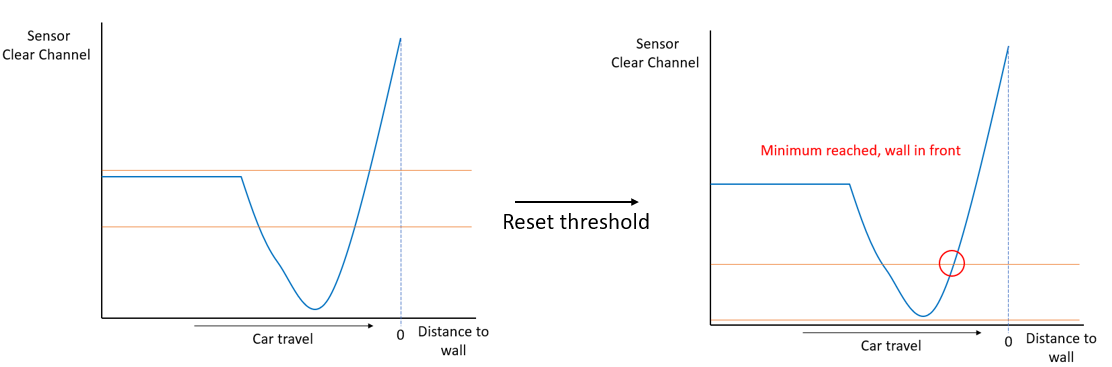 Sensor
Clear Channel
Car travel
0
Distance to
wall
Reset threshold
Sensor
Clear Channel
Minimum reached, wall in front
Car travel
0
Distance to
wall